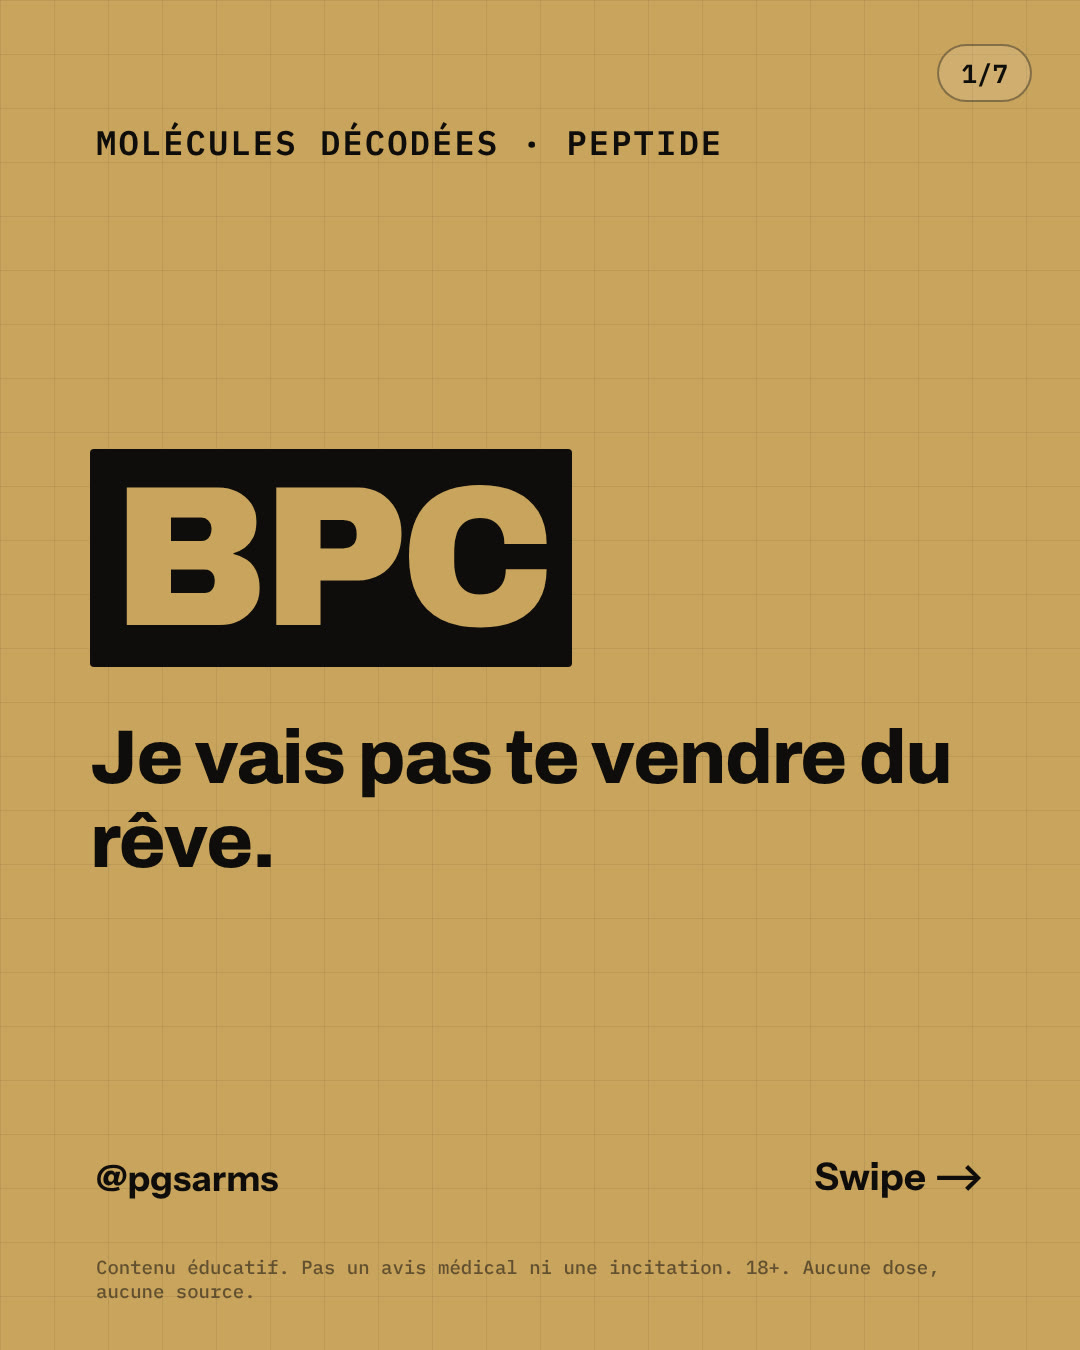 1/7
MOLÉCULES DÉCODÉES · PEPTIDE
BPC
Je vais pas te vendre du
rêve.
@pgsarms
Swipe →
Contenu éducatif. Pas un avis médical ni une incitation. 18+. Aucune dose,
aucune source.